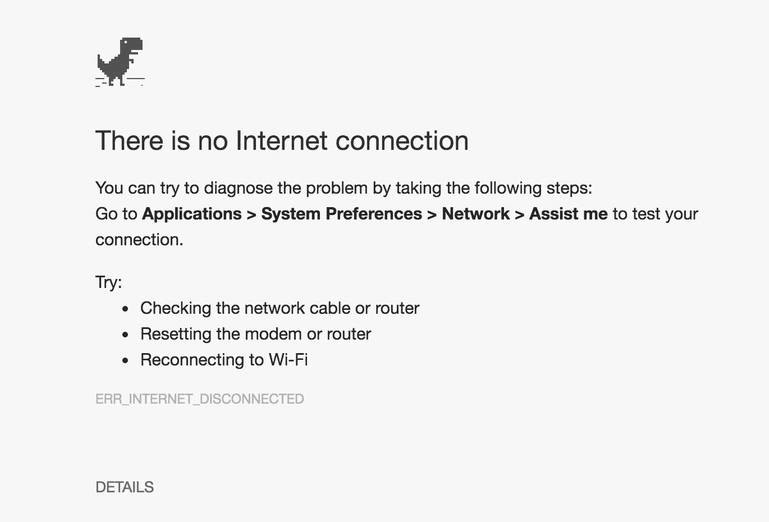 There is no Internet connection
You can try to diagnose the problem by taking the following steps:
Go to Applications > System Preferences > Network > Assist me to test your
connection.
Try:
• Checking the network cable or router
• Resetting the modem or router
• Reconnecting to Wi-Fi
ERR_INTERNET_DISCONNECTED
DETAILS